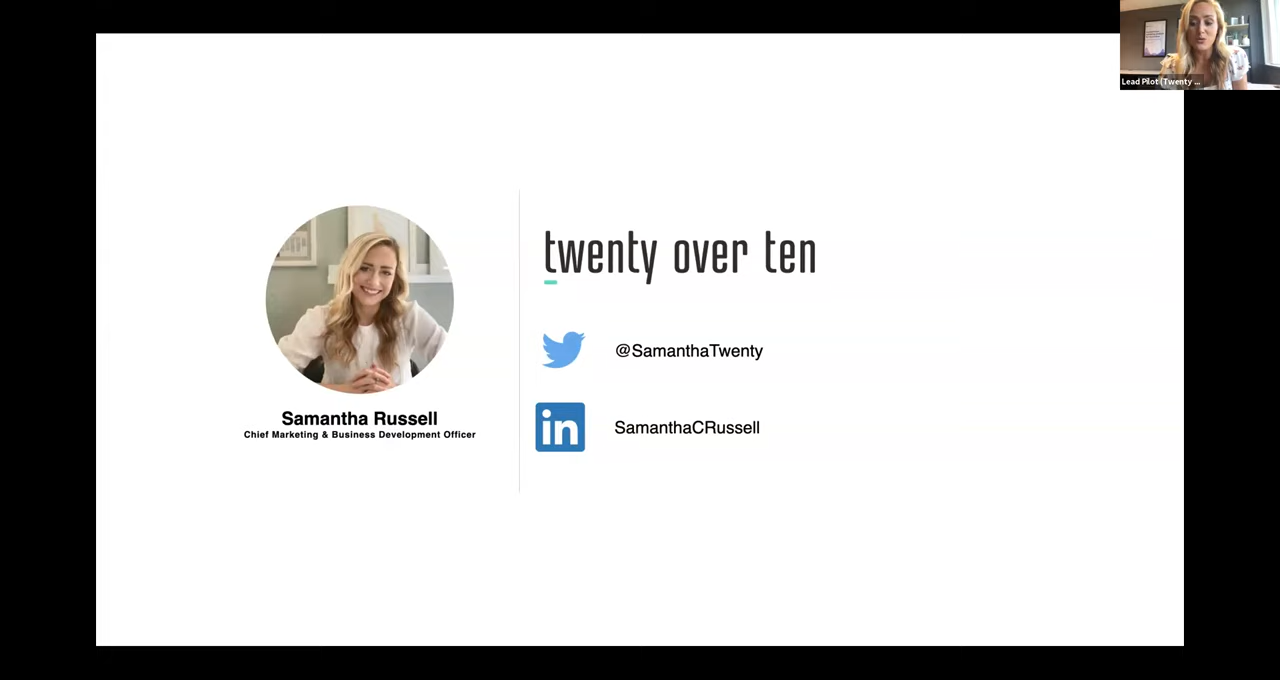 Lead Pilot (Twenty ...
twenty over ten
@SamanthaTwenty
SamanthaCRussell
Samantha Russell
Chief Marketing & Business Development Officer